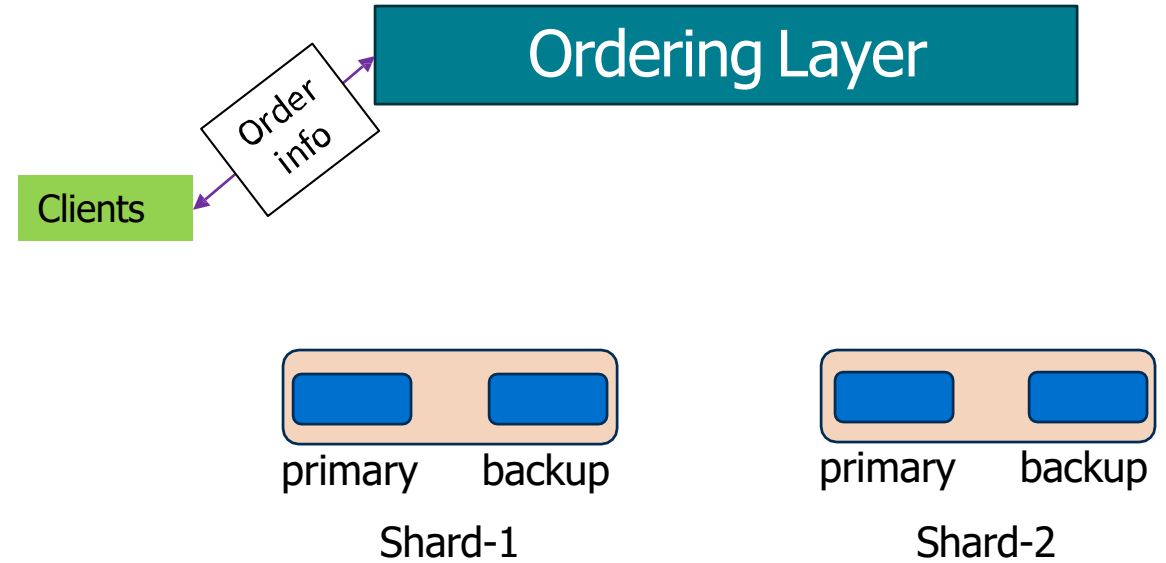 Ordering Layer
Order
info
Clients
primary
backup
primary
backup
Shard-1
Shard-2